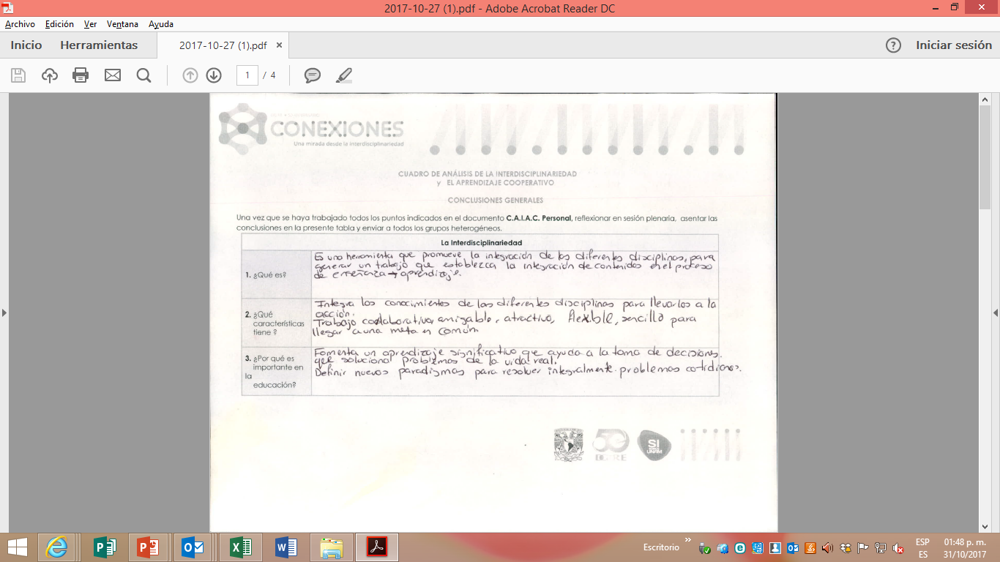 2017-10-27 (1).pdf - Adobe Acrobat Reader DC
Archivo Edición Ver Ventana Ayuda
Inicio Herramientas 2017-10-27 (1).pdf × Iniciar sesión
1 / 4
CONEXIONES
Una mirada desde la interdisciplinariedad
CUADRO DE ANÁLISIS DE LA INTERDISCIPLINARIEDAD
y EL APRENDIZAJE COOPERATIVO
CONCLUSIONES GENERALES
Una vez que se haya trabajado todos los puntos indicados en el documento C.A.I.A.C. Personal, reflexionar en sesión plenaria, asentar las
conclusiones en la presente tabla y enviar a todos los grupos heterogéneos.
La Interdisciplinariedad
1. ¿Qué es?
Es una herramienta que promueve la integración de las diferentes disciplinas, para
generar un trabajo que establezca la integración de contenidos en el proceso
de enseñanza → aprendizaje.
2. ¿Qué
características
tiene ?
Integra los conocimientos de las diferentes disciplinas para llevarlos a la
acción.
Trabajo colaborativo, amigable, atractivo, flexible, sencillo para
llegar a una meta en común
3. ¿Por qué es
importante en
la
educación?
Fomenta un aprendizaje significativo que ayuda a la toma de decisiones.
que solucional problemas de la vida real.
Definir nuevos paradigmas para resolver integralmente problemas cotidianos.
SI
UNAM
Escritorio
ESP
01:48 p. m.
ES
31/10/2017